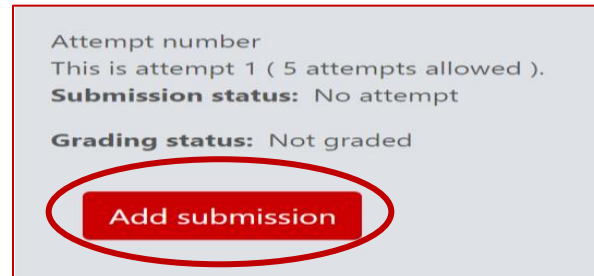 Attempt number
This is attempt 1 ( 5 attempts allowed ).
Submission status: No attempt
Grading status: Not graded
Add submission